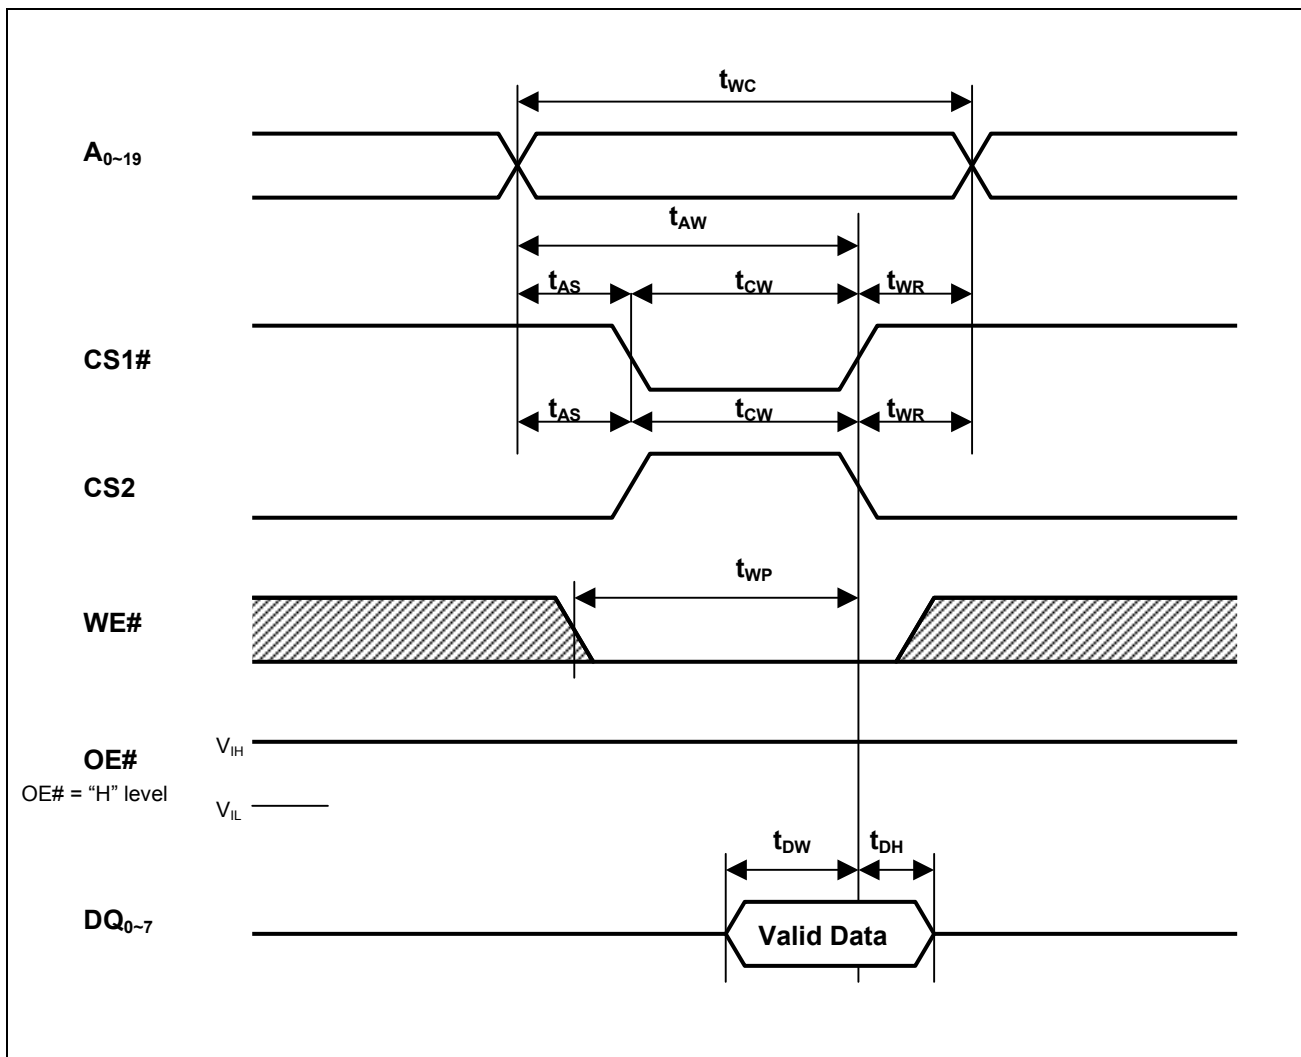 tWC
A0~19
tAW
tAS tCW tWR
CS1#
tAS tCW tWR
CS2
tWP
WE#
OE# VIH
OE# = “H” level
VIL
tDW tDH
DQ0~7 Valid Data